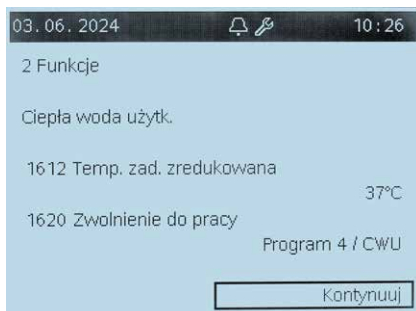 03.06.2024 10:26
2 Funkcje
Ciepła woda użytk.
1612 Temp. zad. zredukowana
37°C
1620 Zwolnienie do pracy
Program 4 / CWU
Kontynuuj